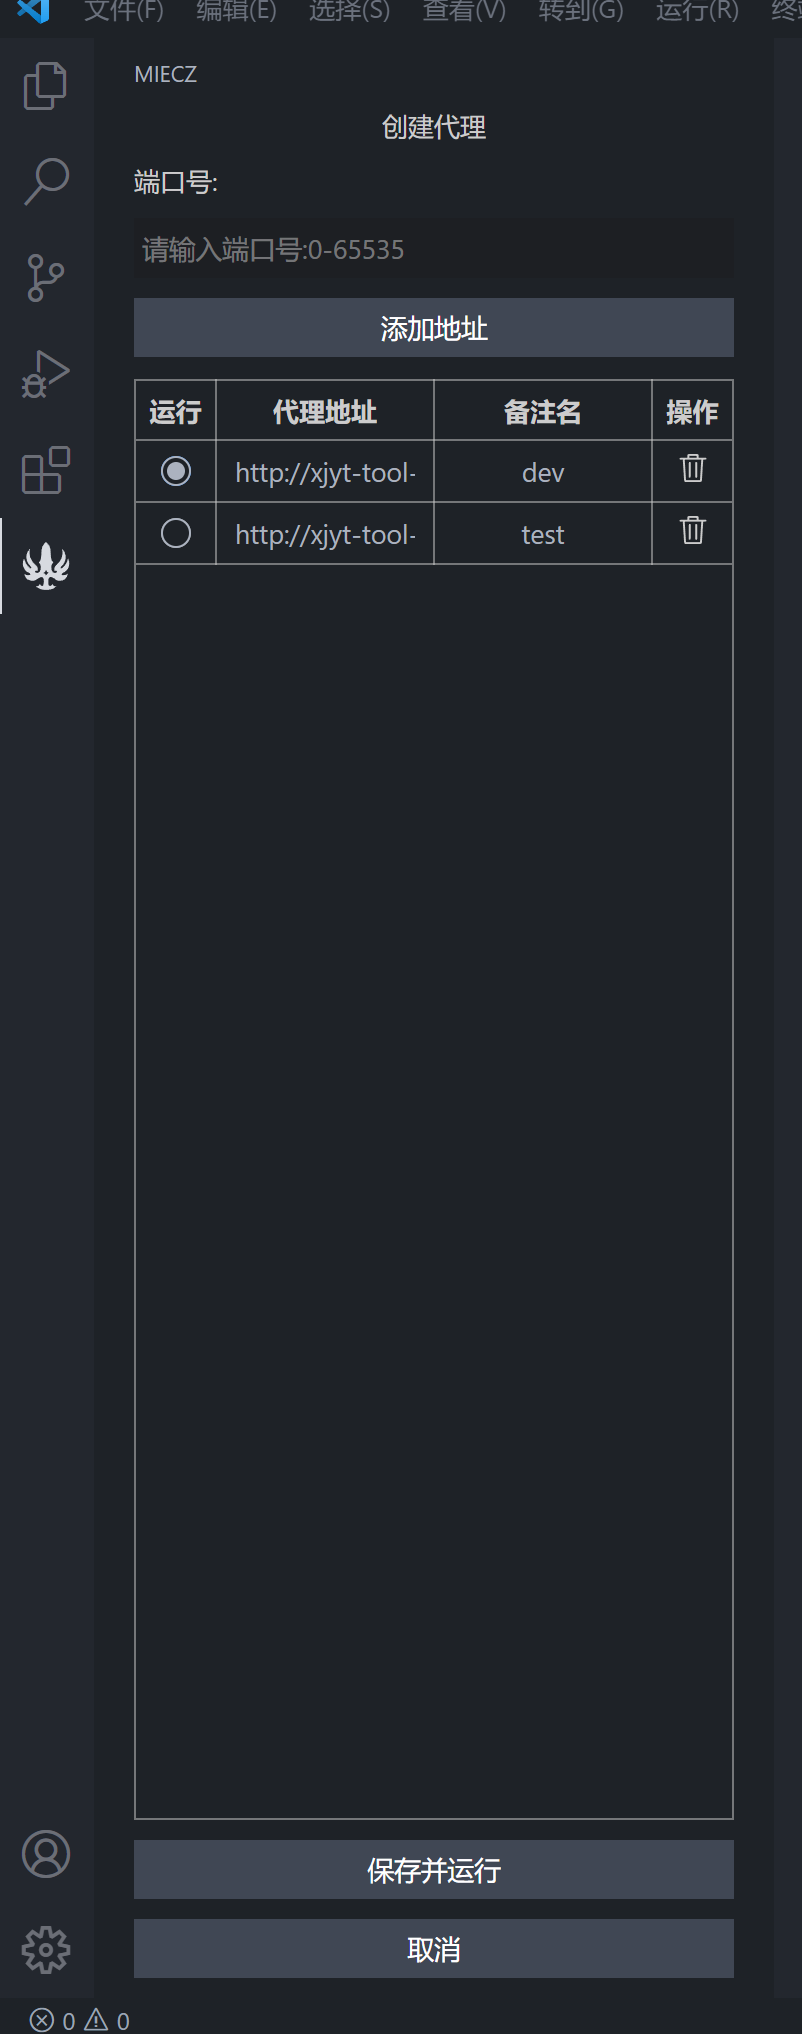 文件(F) 编辑(E) 选择(S) 查看(V) 转到(G) 运行(R) 终
MIECZ
创建代理
端口号:
请输入端口号:0-65535
添加地址
运行 代理地址 备注名 操作
http://xjyt-tool- dev
http://xjyt-tool- test
保存并运行
取消
0 0